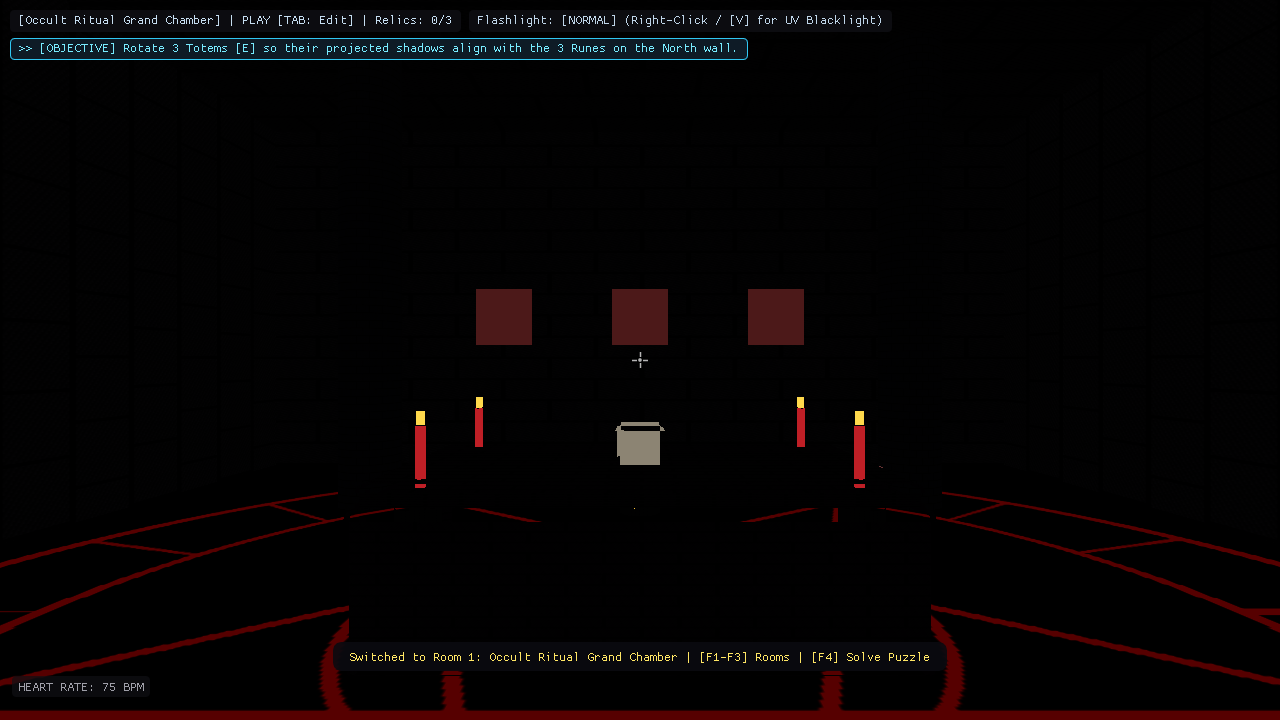 [Occult Ritual Grand Chamber] | PLAY [TAB: Edit] | Relics: 0/3
Flashlight: [NORMAL] (Right-Click / [V] for UV Blacklight)
>> [OBJECTIVE] Rotate 3 Totems [E] so their projected shadows align with the 3 Runes on the North wall.
Switched to Room 1: Occult Ritual Grand Chamber | [F1-F3] Rooms | [F4] Solve Puzzle
HEART RATE: 75 BPM